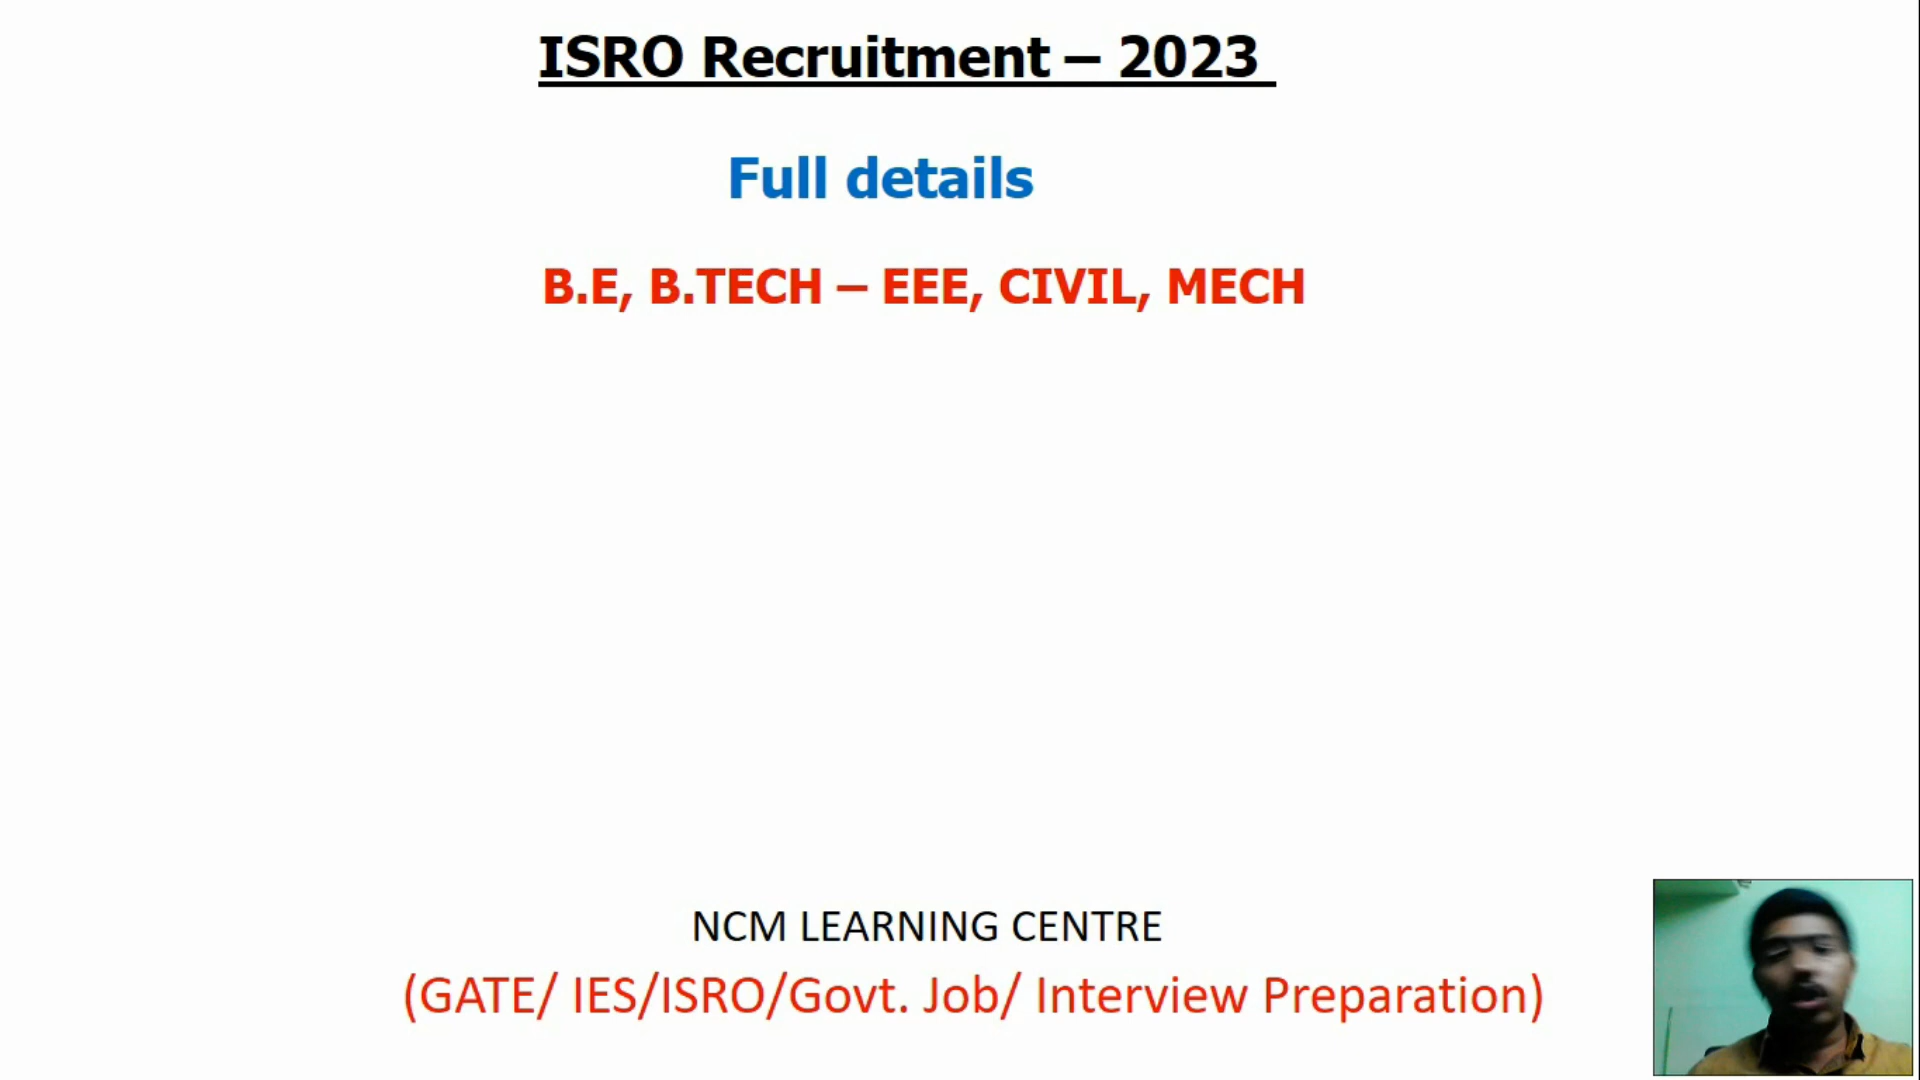 ISRO Recruitment – 2023
Full details
B.E, B.TECH – EEE, CIVIL, MECH
NCM LEARNING CENTRE
(GATE/ IES/ISRO/Govt. Job/ Interview Preparation)